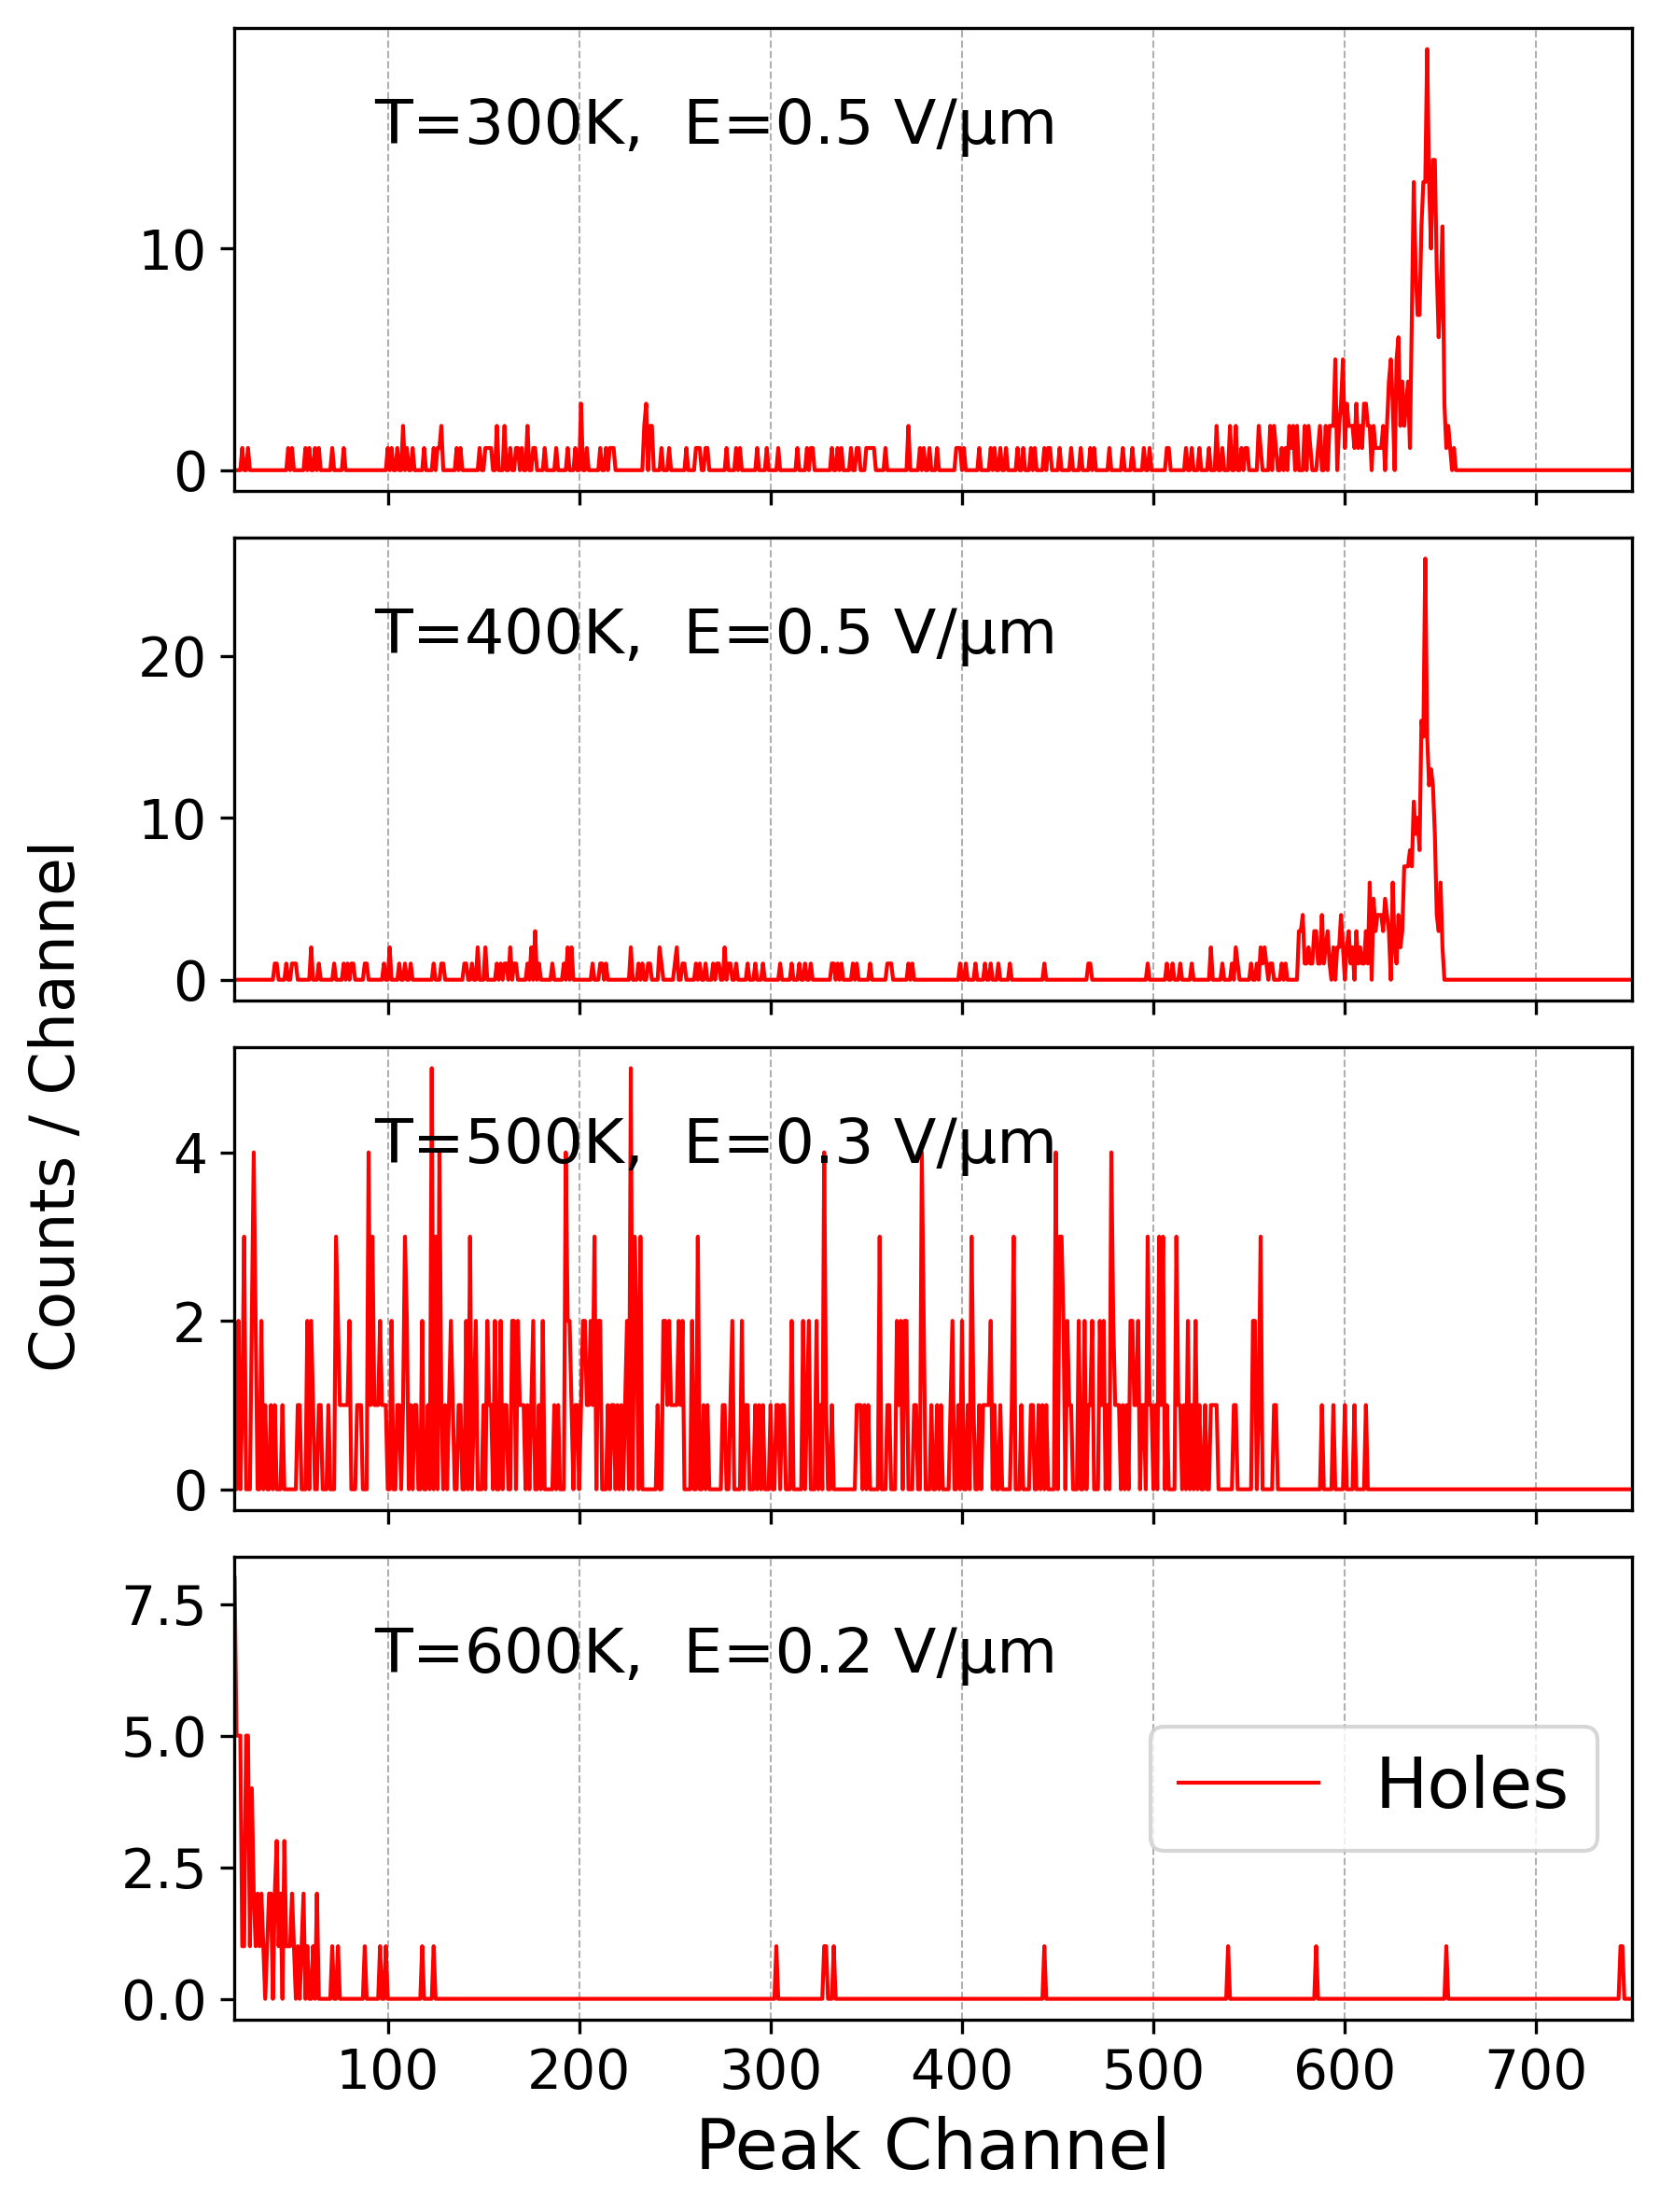 T=300K,  E=0.5 V/μm
10
0
T=400K,  E=0.5 V/μm
20
10
0
Counts / Channel
T=500K,  E=0.3 V/μm
4
2
0
T=600K,  E=0.2 V/μm
7.5
5.0
2.5
0.0
Holes
100 200 300 400 500 600 700
Peak Channel